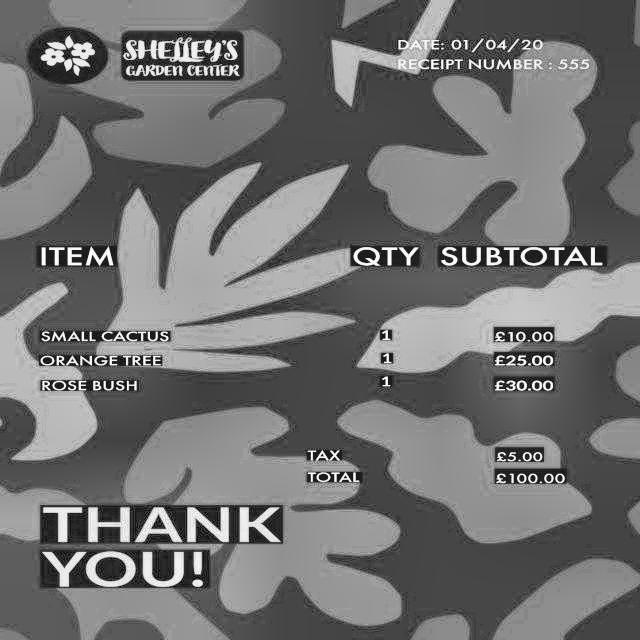 SHELLEY'S
GARDEN CENTER
DATE: 01/04/20
RECEIPT NUMBER : 555
ITEM QTY SUBTOTAL
SMALL CACTUS 1 £10.00
ORANGE TREE 1 £25.00
ROSE BUSH 1 £30.00
TAX £5.00
TOTAL £100.00
THANK
YOU!